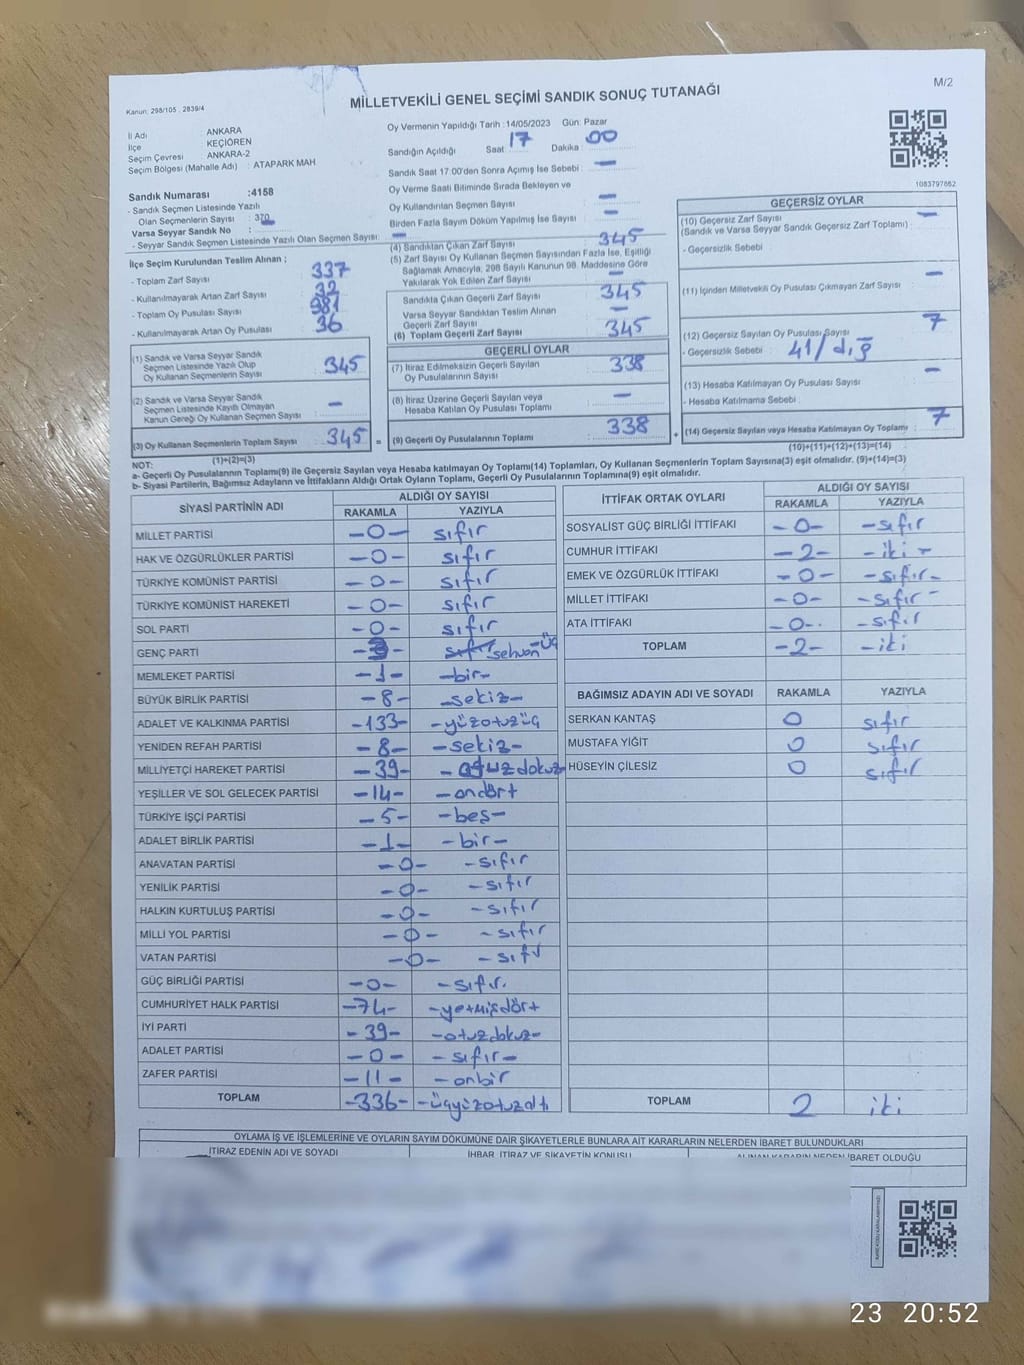 M/2
Kanun: 298/105 , 2839/4
MİLLETVEKİLİ GENEL SEÇİMİ SANDIK SONUÇ TUTANAĞI
İl Adı ANKARA
İlçe KEÇİÖREN
Seçim Çevresi ANKARA-2
Seçim Bölgesi (Mahalle Adı) : ATAPARK MAH
Oy Vermenin Yapıldığı Tarih :14/05/2023 Gün: Pazar
Sandığın Açıldığı Saat 17 Dakika 00
Sandık Saat 17.00'den Sonra Açımış İse Sebebi : -
Oy Verme Saati Bitiminde Sırada Bekleyen ve
Oy Kullandırılan Seçmen Sayısı : -
Birden Fazla Sayım Döküm Yapılmış İse Sayısı : -
1083797862
Sandık Numarası :4158
- Sandık Seçmen Listesinde Yazılı
Olan Seçmenlerin Sayısı : 370
Varsa Seyyar Sandık No :
- Seyyar Sandık Seçmen Listesinde Yazılı Olan Seçmen Sayısı: -
İlçe Seçim Kurulundan Teslim Alınan ;
- Toplam Zarf Sayısı : 337
- Kullanılmayarak Artan Zarf Sayısı : 32
- Toplam Oy Pusulası Sayısı : 381
- Kullanılmayarak Artan Oy Pusulası : 36
(1) Sandık ve Varsa Seyyar Sandık
Seçmen Listesinde Yazılı Olup
Oy Kullanan Seçmenlerin Sayısı : 345
(2) Sandık ve Varsa Seyyar Sandık
Seçmen Listesinde Kayıtlı Olmayan
Kanun Gereği Oy Kullanan Seçmen Sayısı : -
(3) Oy Kullanan Seçmenlerin Toplam Sayısı : 345 =
(1)+(2)=(3)
(4) Sandıktan Çıkan Zarf Sayısı : 345
(5) Zarf Sayısı Oy Kullanan Seçmen Sayısından Fazla İse, Eşitliği
Sağlamak Amacıyla; 298 Sayılı Kanunun 98. Maddesine Göre
Yakılarak Yok Edilen Zarf Sayısı : -
Sandıkta Çıkan Geçerli Zarf Sayısı : 345
Varsa Seyyar Sandıktan Teslim Alınan
Geçerli Zarf Sayısı : -
(6) Toplam Geçerli Zarf Sayısı : 345
GEÇERLİ OYLAR
(7) İtiraz Edilmeksizin Geçerli Sayılan
Oy Pusulalarının Sayısı : 338
(8) İtiraz Üzerine Geçerli Sayılan veya
Hesaba Katılan Oy Pusulası Toplamı : -
(9) Geçerli Oy Pusulalarının Toplamı : 338 +
GEÇERSİZ OYLAR
(10) Geçersiz Zarf Sayısı
(Sandık ve Varsa Seyyar Sandık Geçersiz Zarf Toplamı) : -
- Geçersizlik Sebebi :
(11) İçinden Milletvekili Oy Pusulası Çıkmayan Zarf Sayısı : -
(12) Geçersiz Sayılan Oy Pusulası Sayısı : 7
- Geçersizlik Sebebi : 41/dış
(13) Hesaba Katılmayan Oy Pusulası Sayısı : -
- Hesaba Katılmama Sebebi :
(14) Geçersiz Sayılan veya Hesaba Katılmayan Oy Toplamı : 7
(10)+(11)+(12)+(13)=(14)
NOT:
a- Geçerli Oy Pusulalarının Toplamı(9) ile Geçersiz Sayılan veya Hesaba katılmayan Oy Toplamı(14) Toplamları, Oy Kullanan Seçmenlerin Toplam Sayısına(3) eşit olmalıdır. (9)+(14)=(3)
b- Siyasi Partilerin, Bağımsız Adayların ve İttifakların Aldığı Ortak Oyların Toplamı, Geçerli Oy Pusulalarının Toplamına(9) eşit olmalıdır.
SİYASİ PARTİNİN ADI ALDIĞI OY SAYISI
RAKAMLA YAZIYLA
MİLLET PARTİSİ -0- sıfır
HAK VE ÖZGÜRLÜKLER PARTİSİ -0- sıfır
TÜRKİYE KOMÜNİST PARTİSİ -0- sıfır
TÜRKİYE KOMÜNİST HAREKETİ -0- sıfır
SOL PARTİ -0- sıfır
GENÇ PARTİ -3- sıfır sehven -üç
MEMLEKET PARTİSİ -1- -bir-
BÜYÜK BİRLİK PARTİSİ -8- -sekiz-
ADALET VE KALKINMA PARTİSİ -133- -yüzotuzüç
YENİDEN REFAH PARTİSİ -8- -sekiz-
MİLLİYETÇİ HAREKET PARTİSİ -39- -otuzdokuz
YEŞİLLER VE SOL GELECEK PARTİSİ -14- -ondört
TÜRKİYE İŞÇİ PARTİSİ -5- -beş-
ADALET BİRLİK PARTİSİ -1- -bir-
ANAVATAN PARTİSİ -0- -sıfır
YENİLİK PARTİSİ -0- -sıfır
HALKIN KURTULUŞ PARTİSİ -0- -sıfır
MİLLİ YOL PARTİSİ -0- -sıfır
VATAN PARTİSİ -0- -sıfır
GÜÇ BİRLİĞİ PARTİSİ -0- -sıfır.
CUMHURİYET HALK PARTİSİ -74- -yetmişdört
İYİ PARTİ -39- -otuzdokuz-
ADALET PARTİSİ -0- -sıfır-
ZAFER PARTİSİ -11- -onbir
TOPLAM -336- -üçyüzotuzaltı
İTTİFAK ORTAK OYLARI ALDIĞI OY SAYISI
RAKAMLA YAZIYLA
SOSYALİST GÜÇ BİRLİĞİ İTTİFAKI -0- -sıfır
CUMHUR İTTİFAKI -2- -iki-
EMEK VE ÖZGÜRLÜK İTTİFAKI -0- -sıfır-
MİLLET İTTİFAKI -0- -sıfır-
ATA İTTİFAKI -0- -sıfır
TOPLAM -2- -iki
BAĞIMSIZ ADAYIN ADI VE SOYADI RAKAMLA YAZIYLA
SERKAN KANTAŞ 0 sıfır
MUSTAFA YİĞİT 0 sıfır
HÜSEYİN ÇİLESİZ 0 sıfır
TOPLAM 2 iki
OYLAMA İŞ VE İŞLEMLERİNE VE OYLARIN SAYIM DÖKÜMÜNE DAİR ŞİKAYETLERLE BUNLARA AİT KARARLARIN NELERDEN İBARET BULUNDUKLARI
İTİRAZ EDENİN ADI VE SOYADI İHBAR, İTİRAZ VE ŞİKAYETİN KONUSU ALINAN KARARIN NEDEN İBARET OLDUĞU
23 20:52